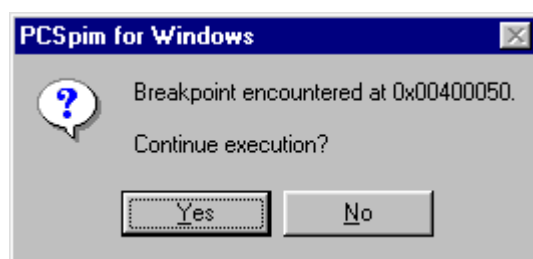 PCSpim for Windows
Breakpoint encountered at 0x00400050.
Continue execution?
Yes No